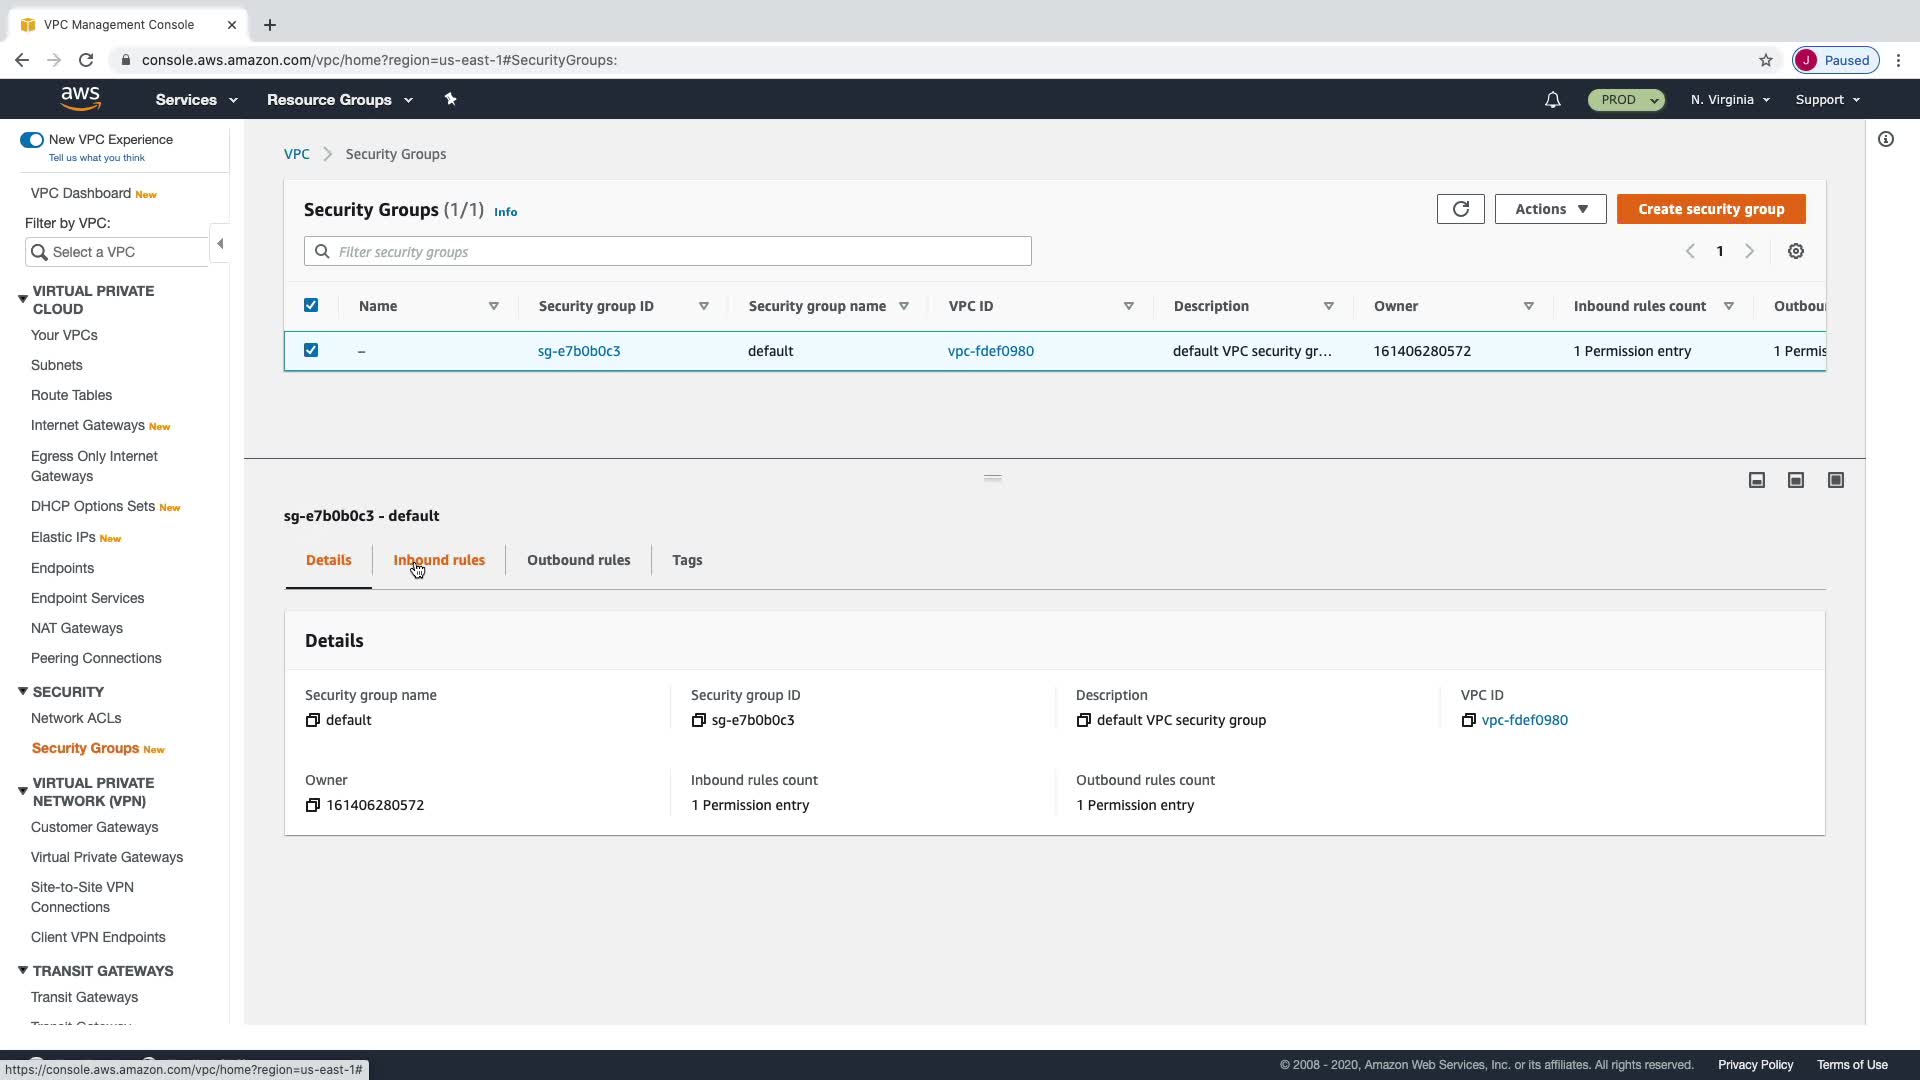 VPC Management Console
console.aws.amazon.com/vpc/home?region=us-east-1#SecurityGroups:
J Paused
aws Services Resource Groups PROD N. Virginia Support
New VPC Experience
Tell us what you think
VPC Dashboard New
Filter by VPC:
Select a VPC
VIRTUAL PRIVATE
CLOUD
Your VPCs
Subnets
Route Tables
Internet Gateways New
Egress Only Internet
Gateways
DHCP Options Sets New
Elastic IPs New
Endpoints
Endpoint Services
NAT Gateways
Peering Connections
SECURITY
Network ACLs
Security Groups New
VIRTUAL PRIVATE
NETWORK (VPN)
Customer Gateways
Virtual Private Gateways
Site-to-Site VPN
Connections
Client VPN Endpoints
TRANSIT GATEWAYS
Transit Gateways
VPC Security Groups
Security Groups (1/1) Info
Actions Create security group
Filter security groups
1
Name Security group ID Security group name VPC ID Description Owner Inbound rules count Outbou
– sg-e7b0b0c3 default vpc-fdef0980 default VPC security gr... 161406280572 1 Permission entry 1 Permis
sg-e7b0b0c3 - default
Details Inbound rules Outbound rules Tags
Details
Security group name Security group ID Description VPC ID
default sg-e7b0b0c3 default VPC security group vpc-fdef0980
Owner Inbound rules count Outbound rules count
161406280572 1 Permission entry 1 Permission entry
© 2008 - 2020, Amazon Web Services, Inc. or its affiliates. All rights reserved. Privacy Policy Terms of Use
https://console.aws.amazon.com/vpc/home?region=us-east-1#